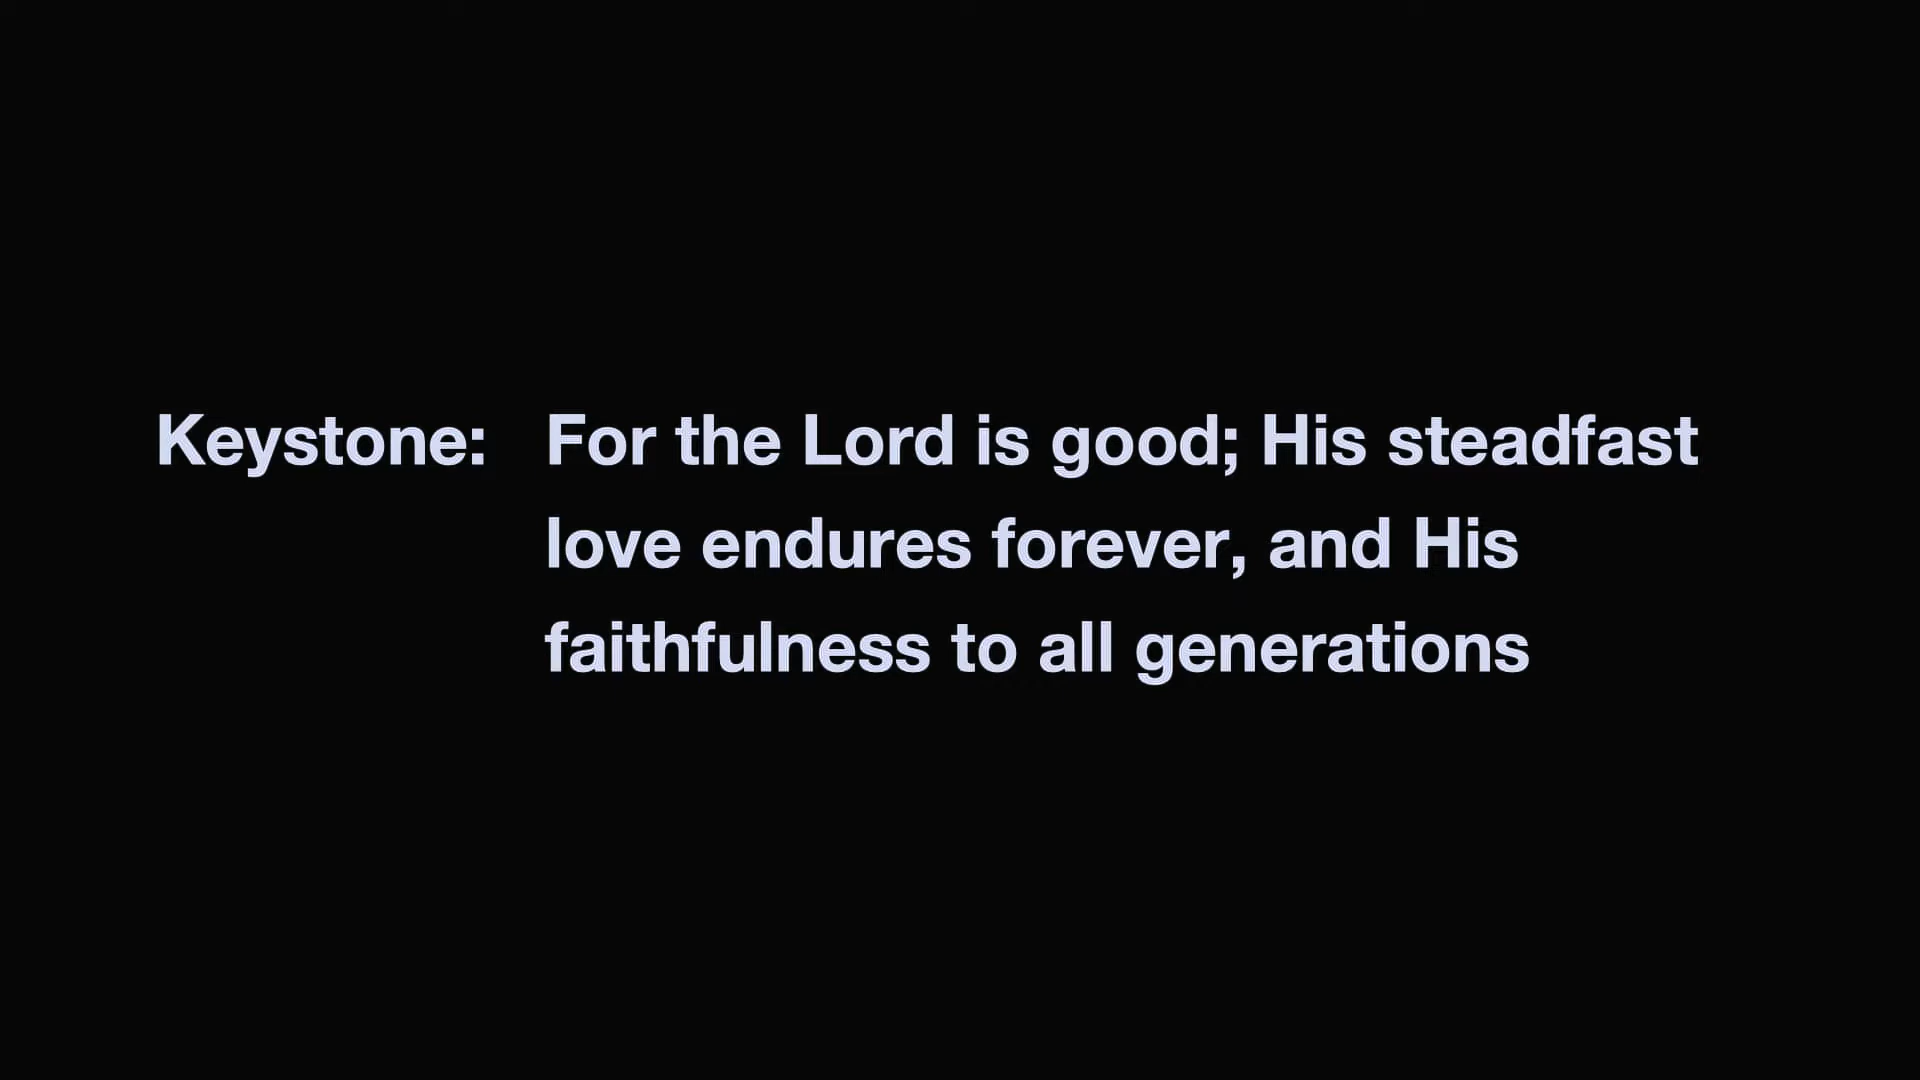 Keystone: For the Lord is good; His steadfast
love endures forever, and His
faithfulness to all generations